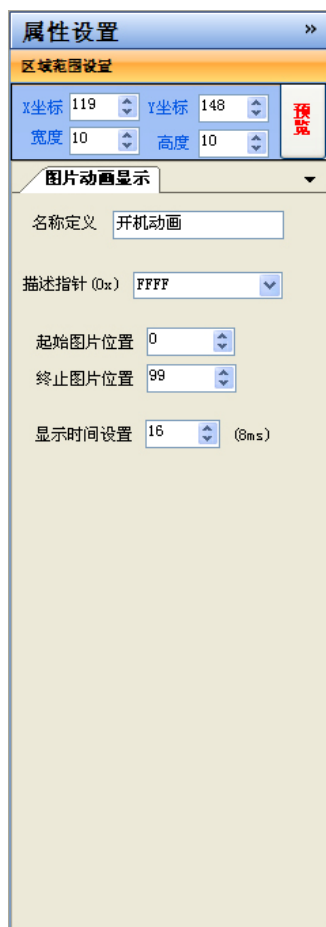 属性设置 »
区域范围设置
X坐标 119 Y坐标 148 预览
宽度 10 高度 10
图片动画显示
名称定义 开机动画
描述指针(0x) FFFF
起始图片位置 0
终止图片位置 99
显示时间设置 16 (8ms)